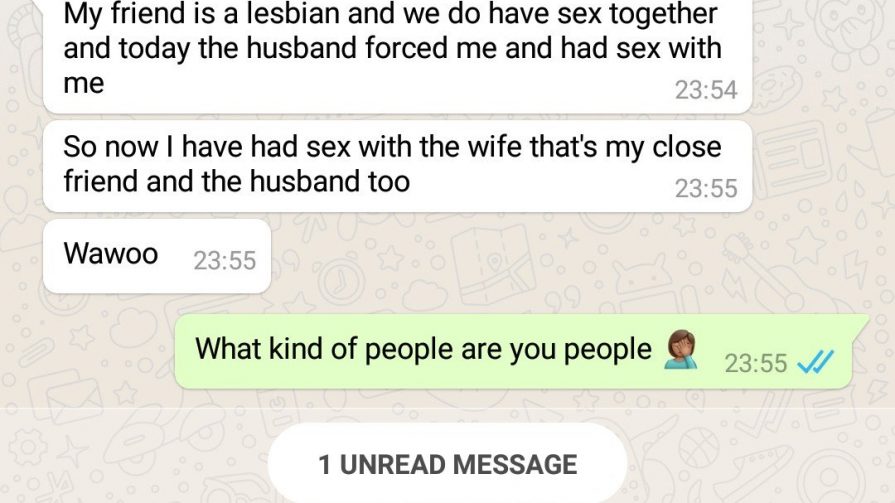 My friend is a lesbian and we do have sex together
and today the husband forced me and had sex with
me
23:54
So now I have had sex with the wife that's my close
friend and the husband too
23:55
Wawoo 23:55
What kind of people are you people 🤦🏽‍♀️ 23:55
1 UNREAD MESSAGE